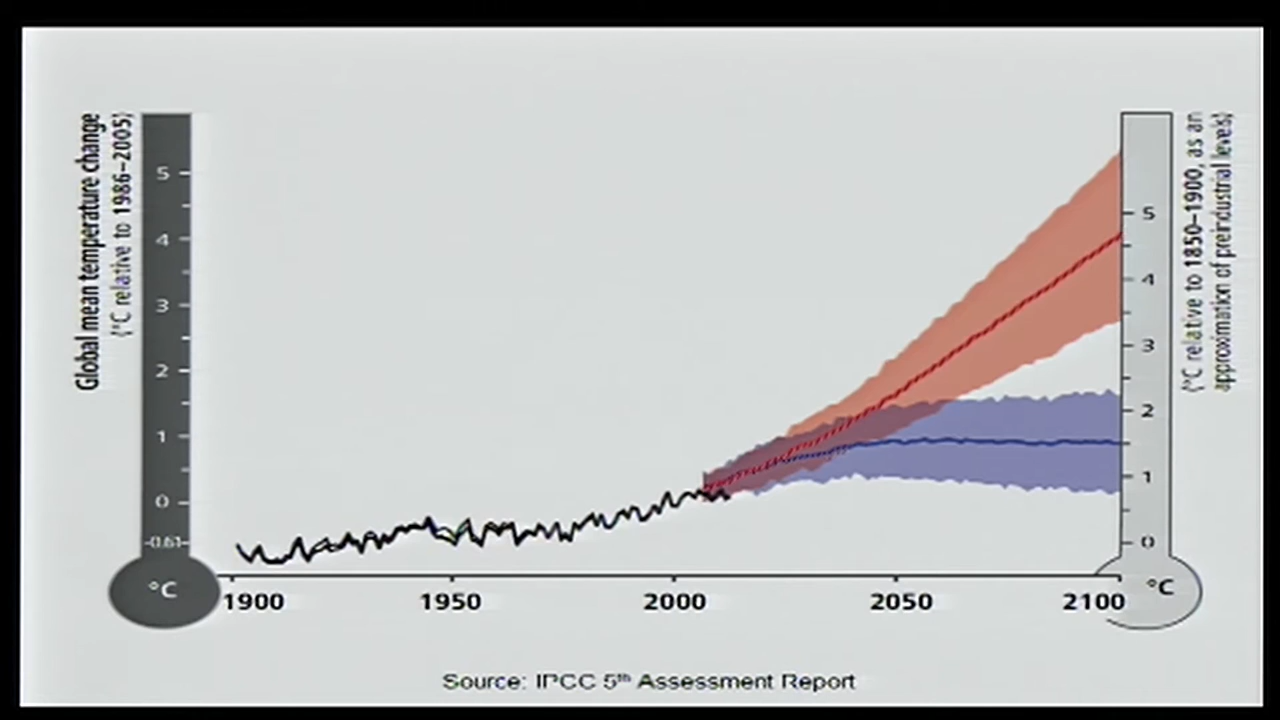 Global mean temperature change
(°C relative to 1986–2005)
5
4
3
2
1
0
-0.61
°C
1900
1950
2000
2050
2100
5
4
3
2
1
0
°C
(°C relative to 1850–1900, as an
approximation of preindustrial levels)
Source: IPCC 5th Assessment Report